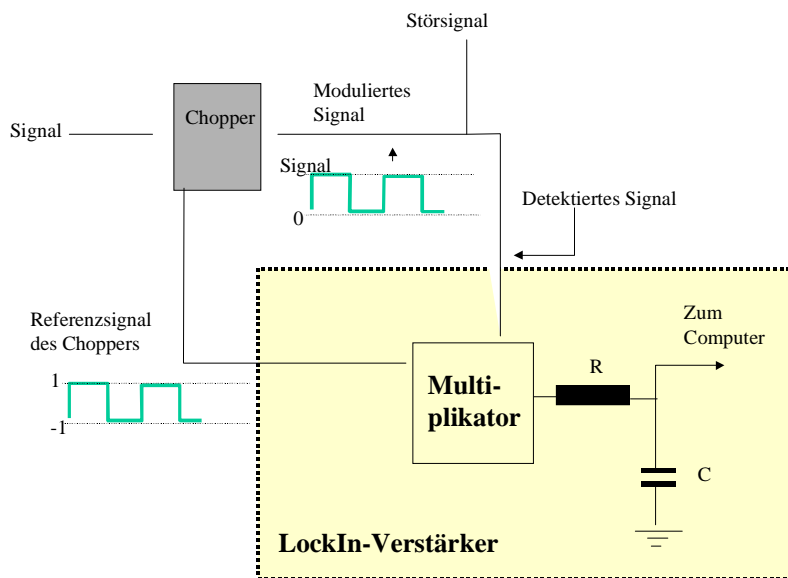 Störsignal
Moduliertes
Signal
Chopper
Signal
Signal
0
Detektiertes Signal
Referenzsignal
des Choppers
1
-1
Zum
Computer
R
Multi-
plikator
C
LockIn-Verstärker